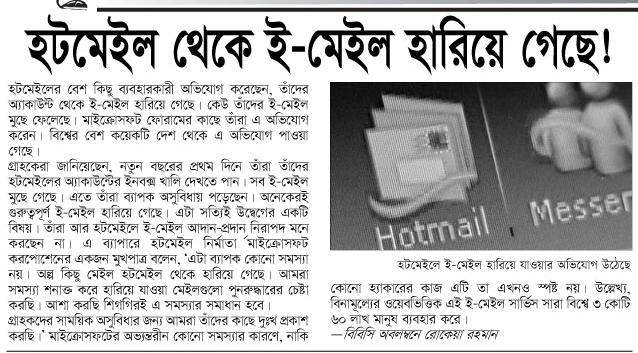 হটমেইল থেকে ই-মেইল হারিয়ে গেছে!
হটমেইলের বেশ কিছু ব্যবহারকারী অভিযোগ করেছেন, তাঁদের
অ্যাকাউন্ট থেকে ই-মেইল হারিয়ে গেছে। কেউ তাঁদের ই-মেইল
মুছে ফেলেছে। মাইক্রোসফট ফোরামের কাছে তাঁরা এ অভিযোগ
করেন। বিশ্বের বেশ কয়েকটি দেশ থেকে এ অভিযোগ পাওয়া
গেছে।
গ্রাহকেরা জানিয়েছেন, নতুন বছরের প্রথম দিনে তাঁরা তাঁদের
হটমেইলের অ্যাকাউন্টের ইনবক্স খালি দেখতে পান। সব ই-মেইল
মুছে গেছে। এতে তাঁরা ব্যাপক অসুবিধায় পড়েছেন। অনেকেরই
গুরুত্বপূর্ণ ই-মেইল হারিয়ে গেছে। এটা সত্যিই উদ্বেগের একটি
বিষয়। তাঁরা আর হটমেইলে ই-মেইল আদান-প্রদান নিরাপদ মনে
করছেন না। এ ব্যাপারে হটমেইল নির্মাতা মাইক্রোসফট
করপোশেনের একজন মুখপাত্র বলেন, ‘এটা ব্যাপক কোনো সমস্যা
নয়। অল্প কিছু মেইল হটমেইল থেকে হারিয়ে গেছে। আমরা
সমস্যা শনাক্ত করে হারিয়ে যাওয়া মেইলগুলো পুনরুদ্ধারের চেষ্টা
করছি। আশা করছি শিগগিরই এ সমস্যার সমাধান হবে।
গ্রাহকদের সাময়িক অসুবিধার জন্য আমরা তাঁদের কাছে দুঃখ প্রকাশ
করছি।’ মাইক্রোসফটের অভ্যন্তরীন কোনো সমস্যার কারণে, নাকি
Hotmail
Messen
হটমেইলে ই-মেইল হারিয়ে যাওয়ার অভিযোগ উঠেছে
কোনো হ্যাকারের কাজ এটি তা এখনও স্পষ্ট নয়। উল্লেখ্য,
বিনামূল্যের ওয়েবভিত্তিক এই ই-মেইল সার্ভিস সারা বিশ্বে ৩ কোটি
৬০ লাখ মানুষ ব্যবহার করে।
—বিবিসি অবলম্বনে রোকেয়া রহমান